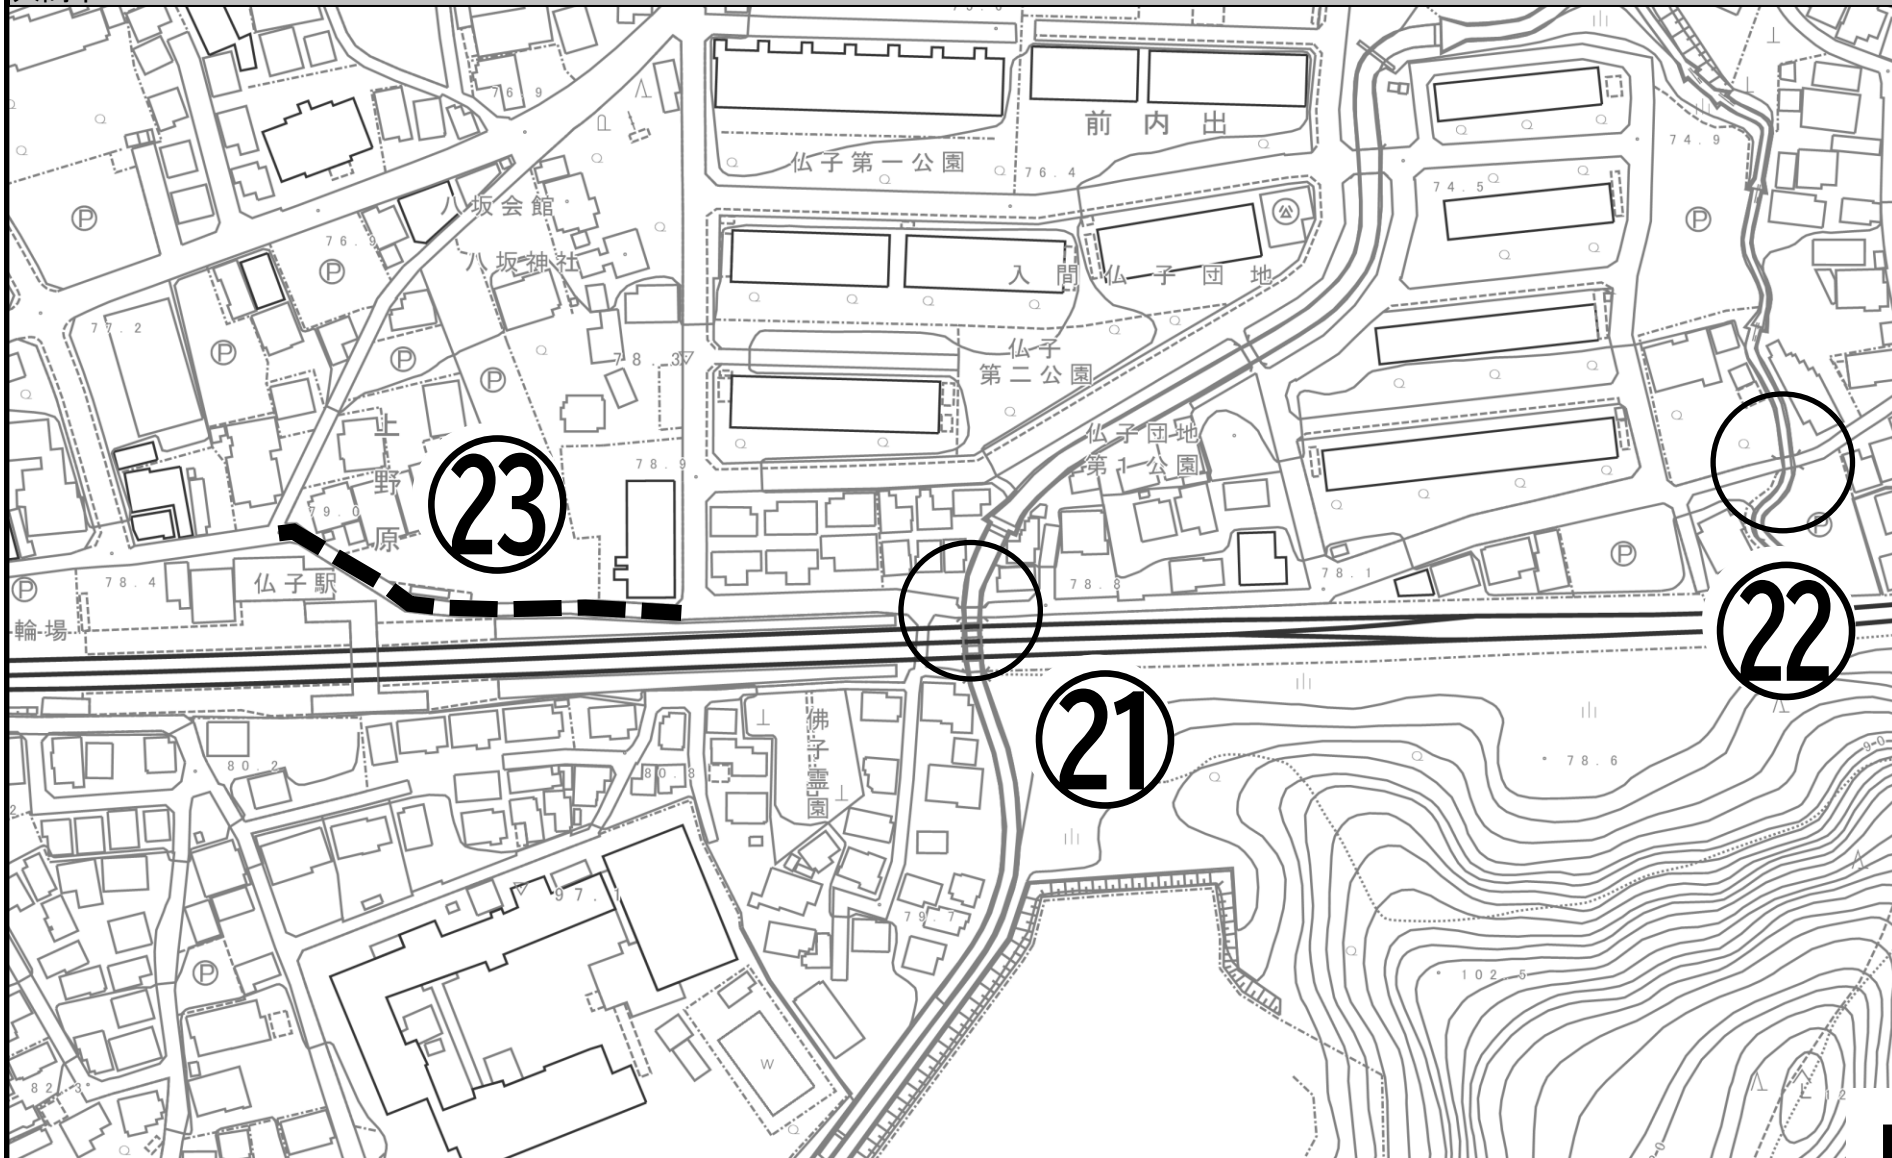 76.9
前内出
仏子第一公園
76.4
74.9
74.5
八坂会館
76.9
八坂神社
入間仏子団地
77.2
78.3
仏子
第二公園
仏子団地
第1公園
上野原
78.9
79.0
23
仏子駅
78.4
78.8
78.1
輪場
22
21
佛子霊園
80.2
80.8
78.6
90
97.
79.7
102.5
W
82.3
P
P
P
P
P
P
P
P
P
P